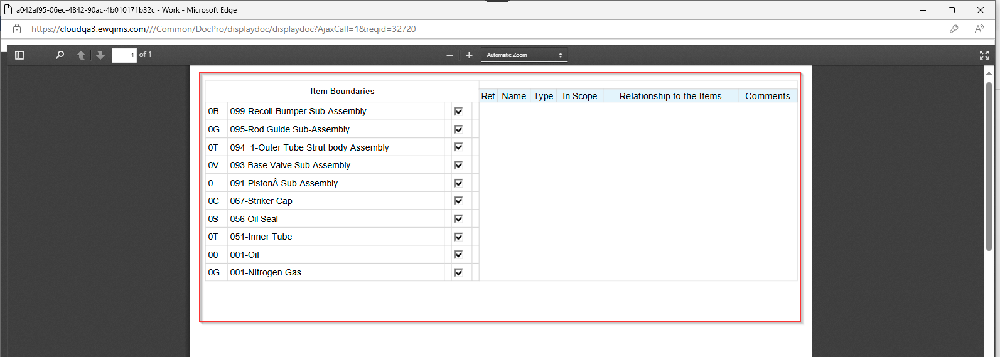 a042af95-06ec-4842-90ac-4b010171b32c - Work - Microsoft Edge
https://cloudqa3.ewqims.com///Common/DocPro/displaydoc/displaydoc?AjaxCall=1&reqid=32720
1 of 1
Automatic Zoom
Item Boundaries
Ref Name Type In Scope Relationship to the Items Comments
0B 099-Recoil Bumper Sub-Assembly
0G 095-Rod Guide Sub-Assembly
0T 094_1-Outer Tube Strut body Assembly
0V 093-Base Valve Sub-Assembly
0 091-PistonÂ Sub-Assembly
0C 067-Striker Cap
0S 056-Oil Seal
0T 051-Inner Tube
00 001-Oil
0G 001-Nitrogen Gas